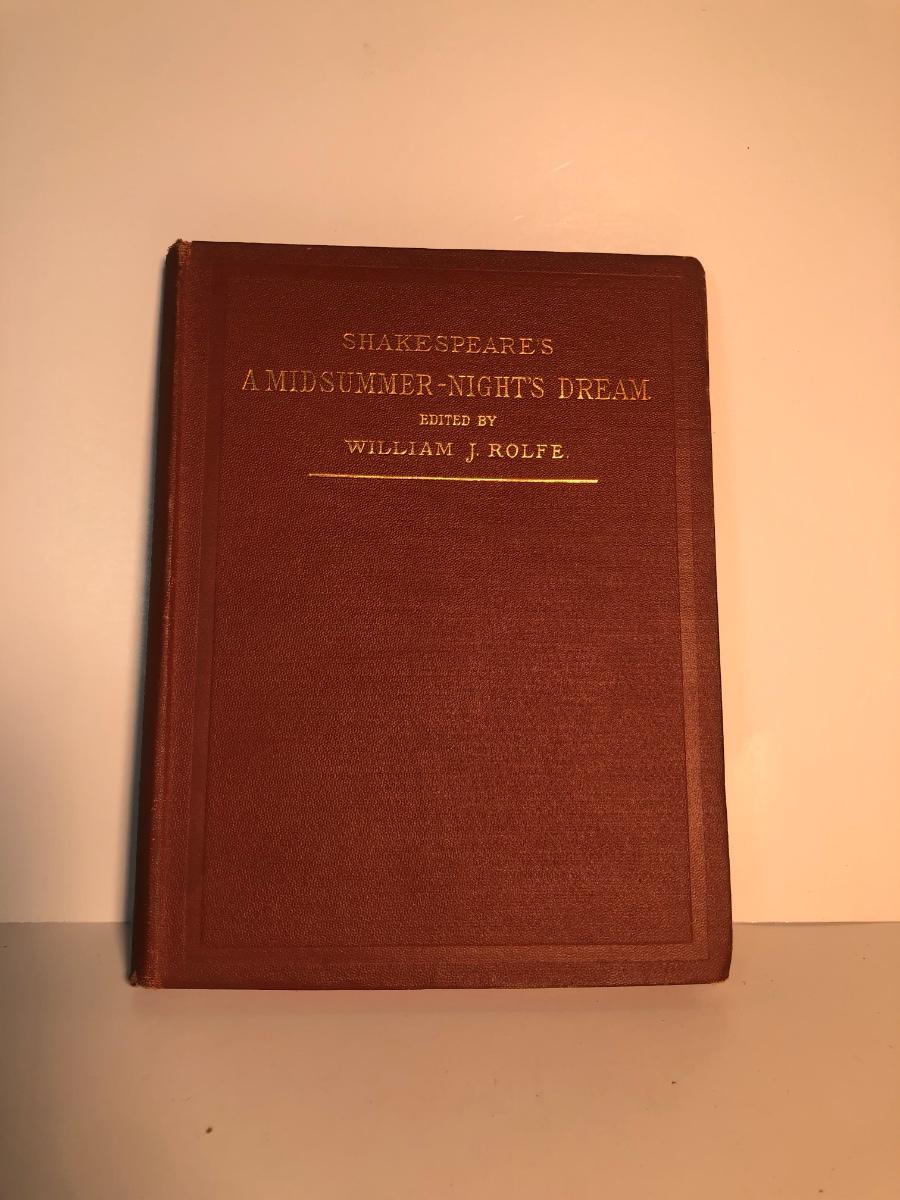 SHAKESPEARE'S
A MIDSUMMER-NIGHT'S DREAM.
EDITED BY
WILLIAM J. ROLFE.